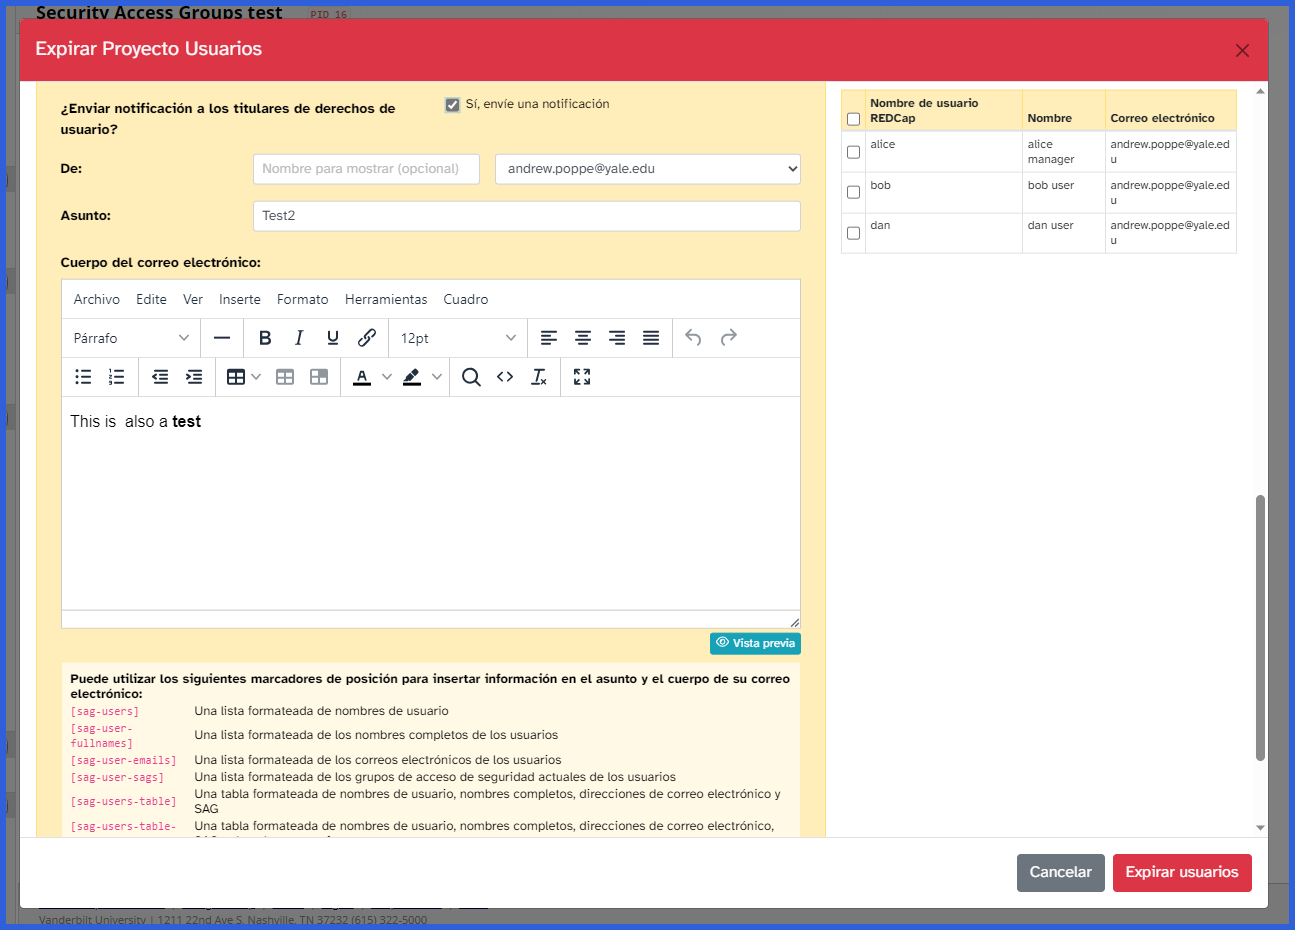 Security Access Groups test PID 16
Expirar Proyecto Usuarios
¿Enviar notificación a los titulares de derechos de
usuario?
Sí, envíe una notificación
De:
Nombre para mostrar (opcional)
andrew.poppe@yale.edu
Asunto:
Test2
Cuerpo del correo electrónico:
Archivo Edite Ver Inserte Formato Herramientas Cuadro
Párrafo
12pt
This is  also a test
Vista previa
Puede utilizar los siguientes marcadores de posición para insertar información en el asunto y el cuerpo de su correo
electrónico:
[sag-users] Una lista formateada de nombres de usuario
[sag-user-
fullnames]
Una lista formateada de los nombres completos de los usuarios
[sag-user-emails] Una lista formateada de los correos electrónicos de los usuarios
[sag-user-sags] Una lista formateada de los grupos de acceso de seguridad actuales de los usuarios
[sag-users-table]
Una tabla formateada de nombres de usuario, nombres completos, direcciones de correo electrónico y
SAG
[sag-users-table- Una tabla formateada de nombres de usuario, nombres completos, direcciones de correo electrónico,
Nombre de usuario
REDCap
Nombre
Correo electrónico
alice
alice
manager
andrew.poppe@yale.ed
u
bob
bob user
andrew.poppe@yale.ed
u
dan
dan user
andrew.poppe@yale.ed
u
Cancelar
Expirar usuarios
Vanderbilt University | 1211 22nd Ave S, Nashville, TN 37232 (615) 322-5000